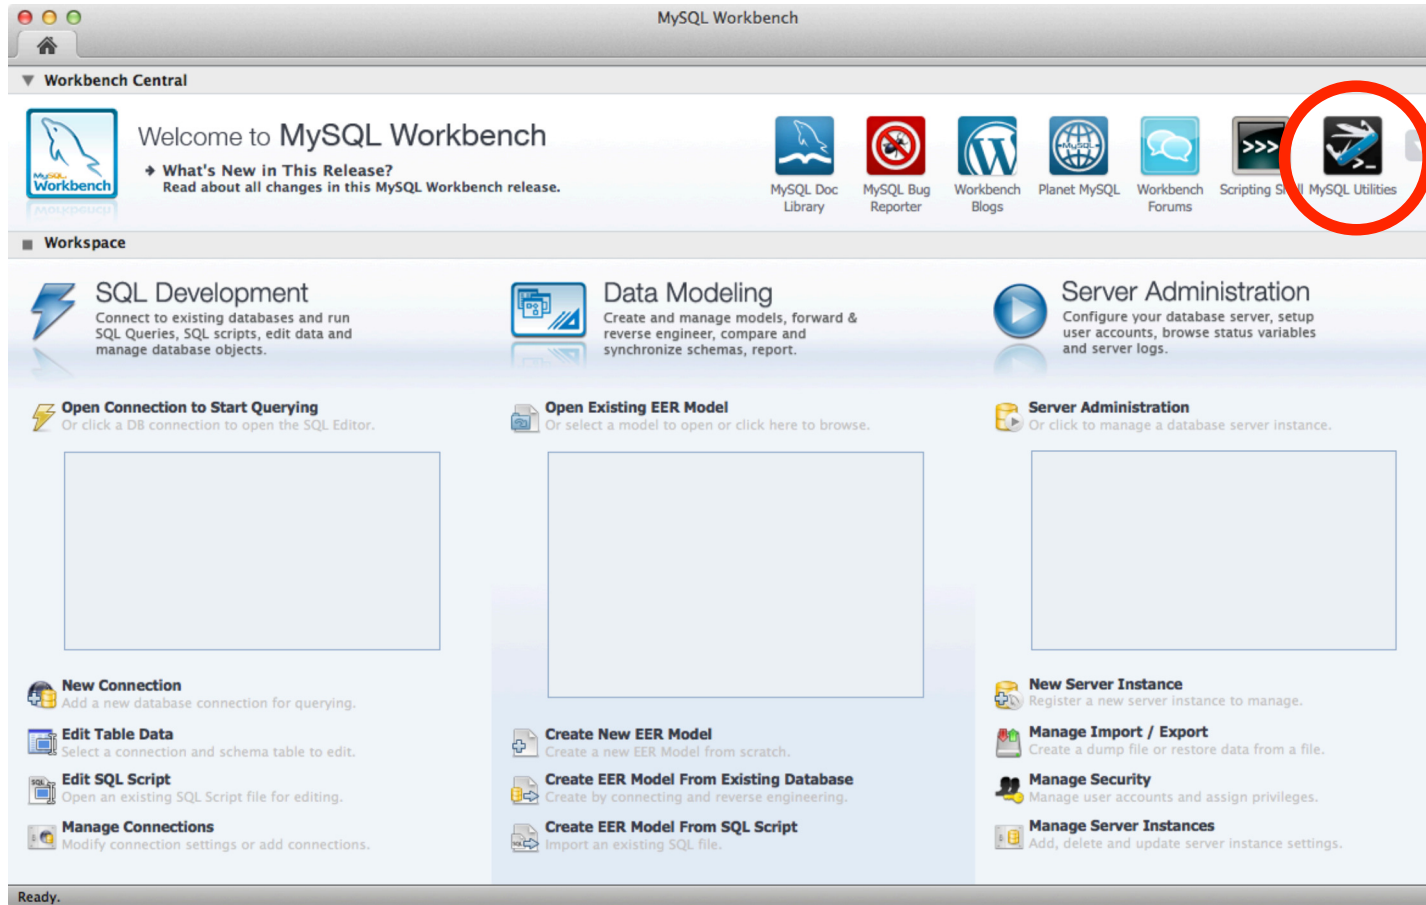 MySQL Workbench
Workbench Central
MySQL
Workbench
Welcome to MySQL Workbench
What's New in This Release?
Read about all changes in this MySQL Workbench release.
MySQL Doc
Library
MySQL Bug
Reporter
Workbench
Blogs
MySQL
Planet MySQL
Workbench
Forums
>>>
Scripting
>_
MySQL Utilities
Workspace
SQL Development
Connect to existing databases and run
SQL Queries, SQL scripts, edit data and
manage database objects.
Data Modeling
Create and manage models, forward &
reverse engineer, compare and
synchronize schemas, report.
Server Administration
Configure your database server, setup
user accounts, browse status variables
and server logs.
Open Connection to Start Querying
Or click a DB connection to open the SQL Editor.
New Connection
Add a new database connection for querying.
Edit Table Data
Select a connection and schema table to edit.
SQL
Edit SQL Script
Open an existing SQL Script file for editing.
Manage Connections
Modify connection settings or add connections.
Open Existing EER Model
Or select a model to open or click here to browse.
Create New EER Model
Create a new EER Model from scratch.
Create EER Model From Existing Database
Create by connecting and reverse engineering.
Create EER Model From SQL Script
Import an existing SQL file.
Server Administration
Or click to manage a database server instance.
New Server Instance
Register a new server instance to manage.
Manage Import / Export
Create a dump file or restore data from a file.
Manage Security
Manage user accounts and assign privileges.
Manage Server Instances
Add, delete and update server instance settings.
Ready.